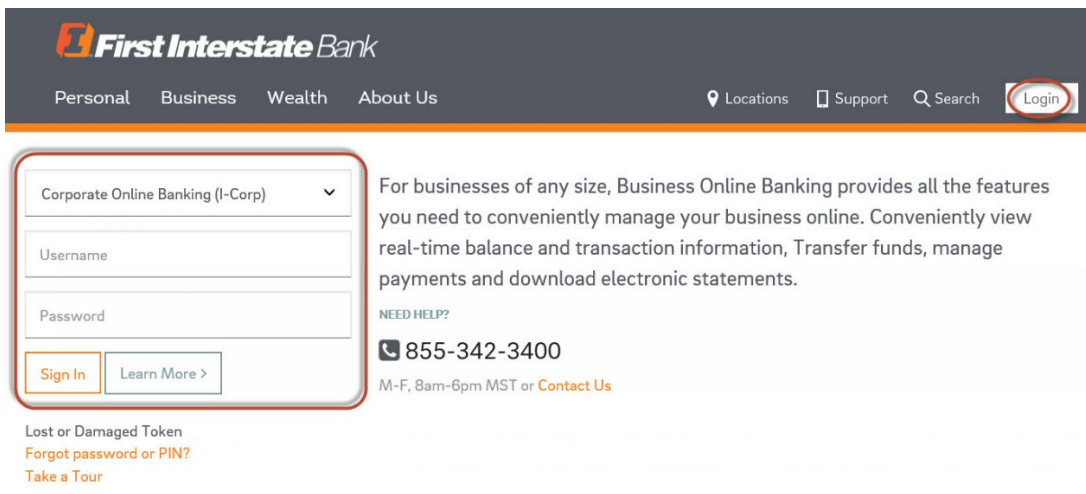 First Interstate Bank
Personal Business Wealth About Us Locations Support Search Login
Corporate Online Banking (I-Corp)
Username
Password
Sign In Learn More >
Lost or Damaged Token
Forgot password or PIN?
Take a Tour
For businesses of any size, Business Online Banking provides all the features
you need to conveniently manage your business online. Conveniently view
real-time balance and transaction information, Transfer funds, manage
payments and download electronic statements.
NEED HELP?
855-342-3400
M-F, 8am-6pm MST or Contact Us